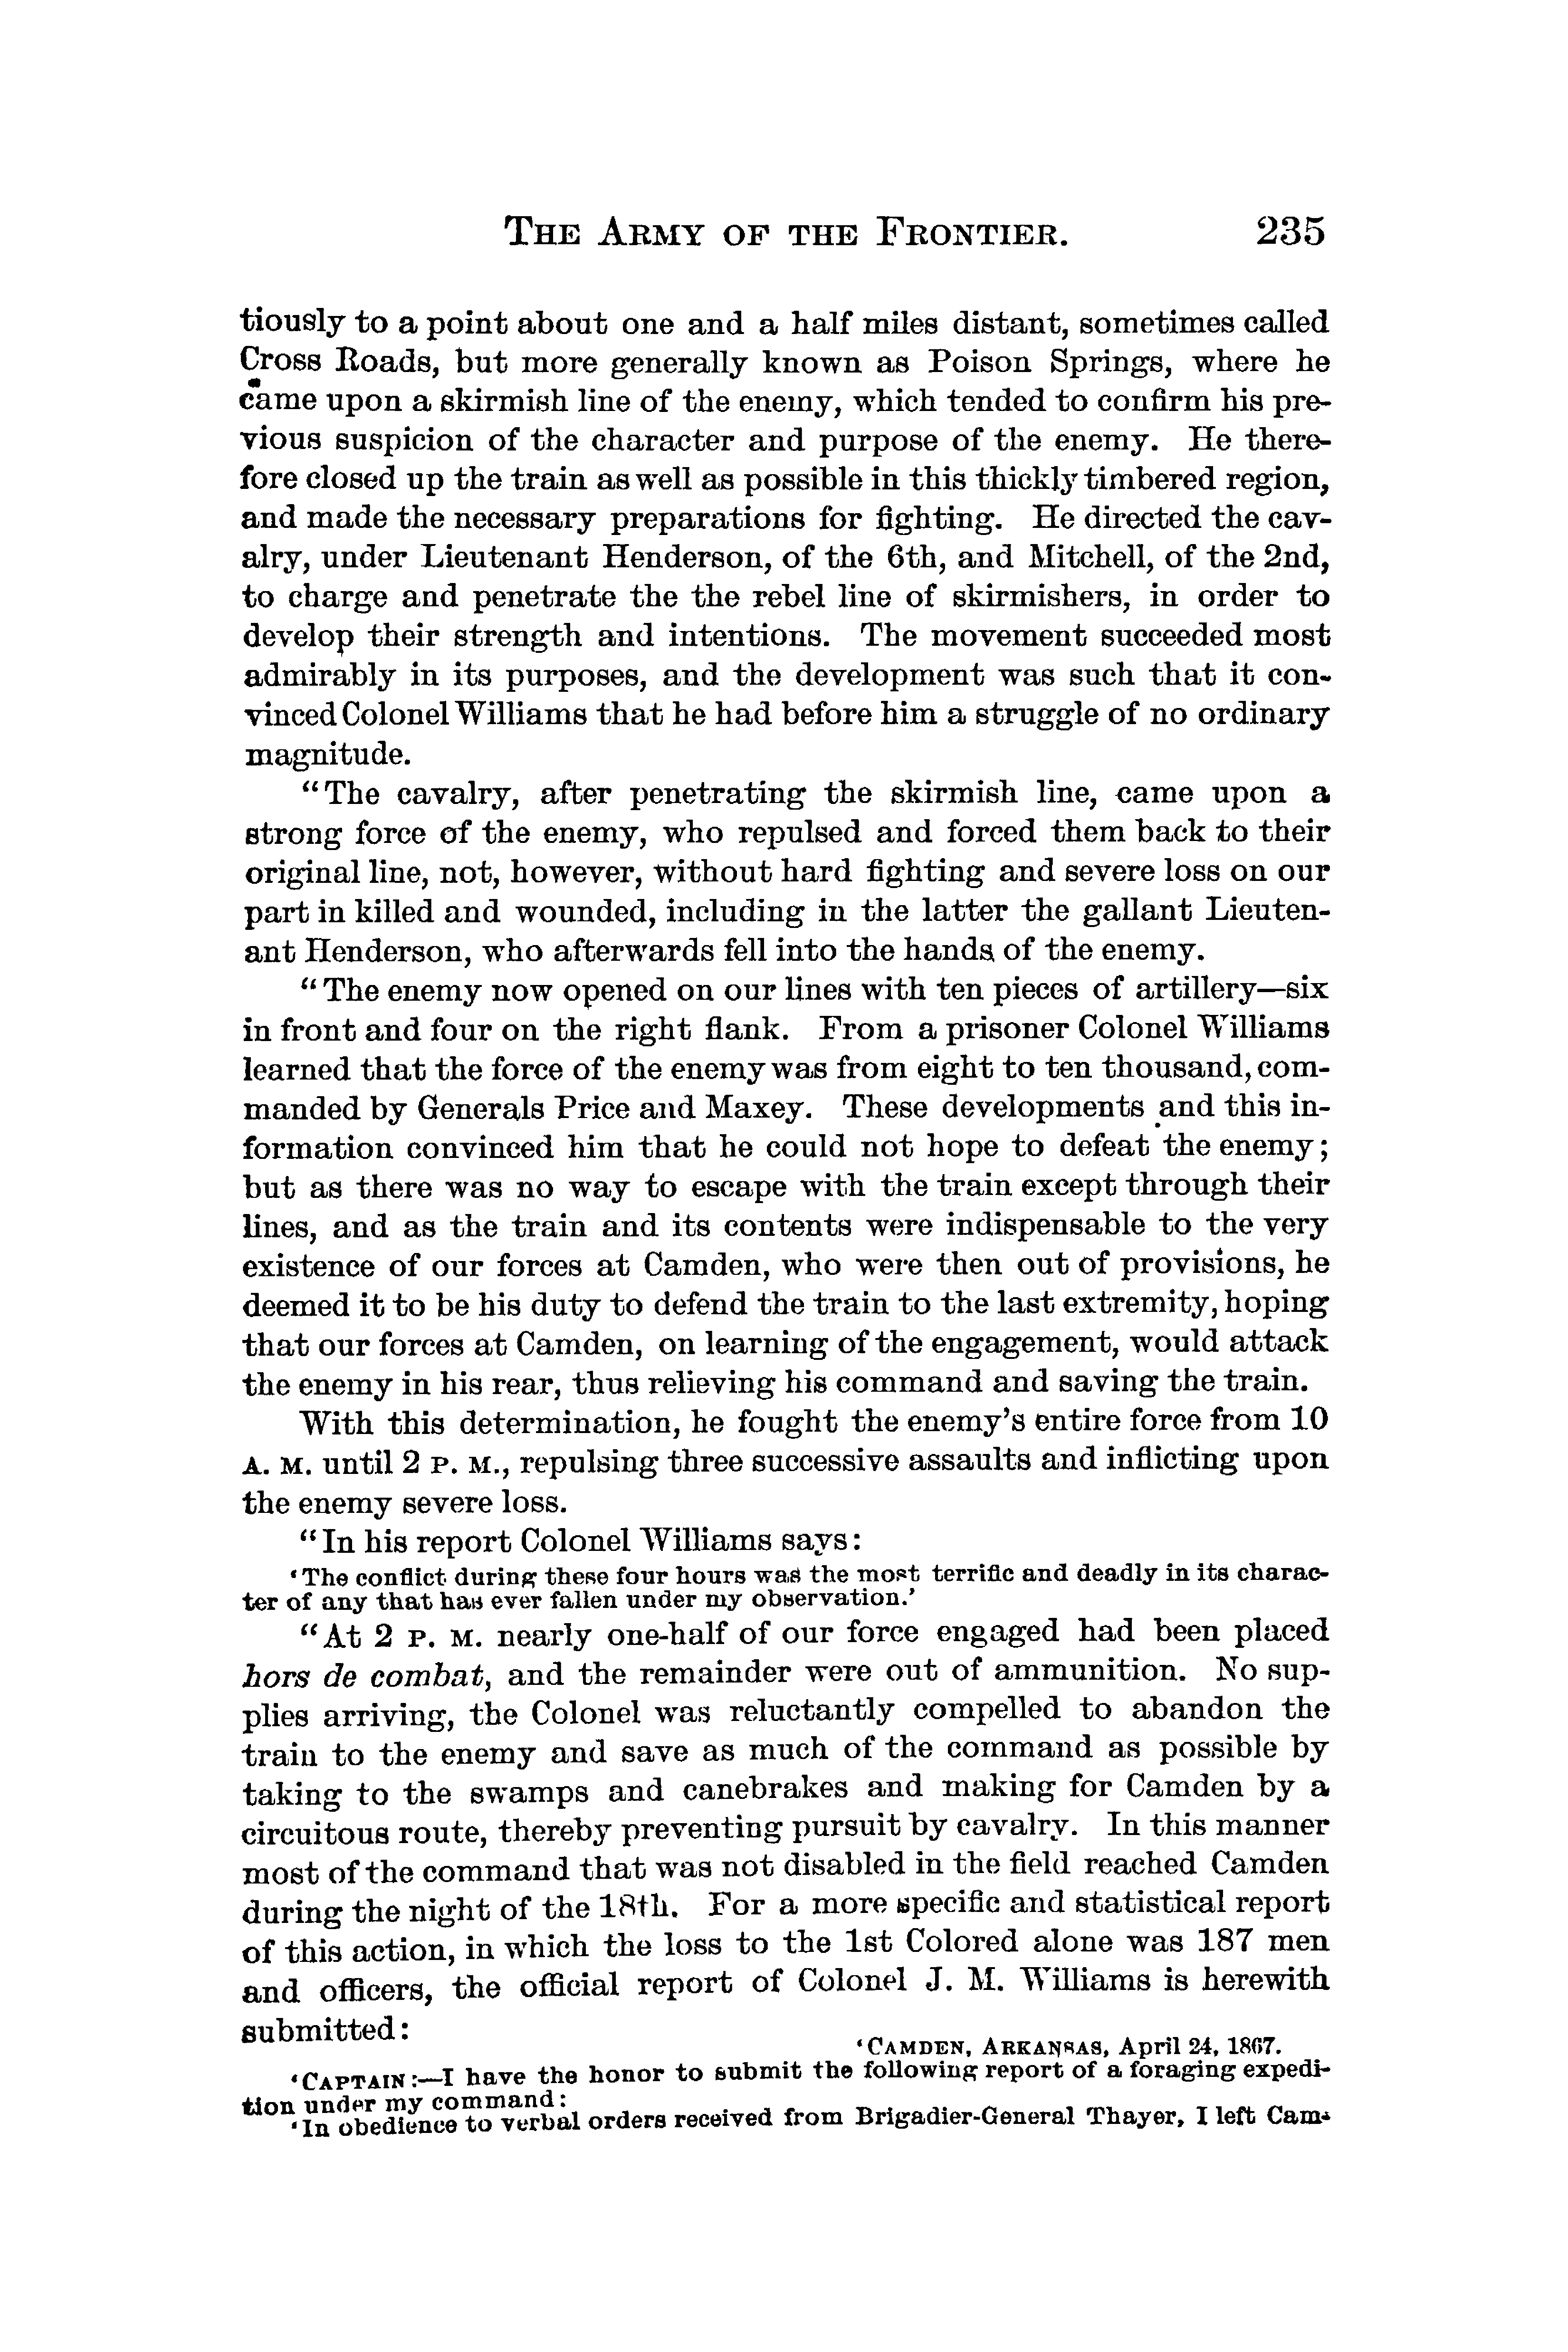 THE ARMY OF THE FRONTIER. 235
tiously to a point about one and a half miles distant, sometimes called
Cross Roads, but more generally known as Poison Springs, where he
came upon a skirmish line of the enemy, which tended to confirm his pre-
vious suspicion of the character and purpose of the enemy. He there-
fore closed up the train as well as possible in this thickly timbered region,
and made the necessary preparations for fighting. He directed the cav-
alry, under Lieutenant Henderson, of the 6th, and Mitchell, of the 2nd,
to charge and penetrate the the rebel line of skirmishers, in order to
develop their strength and intentions. The movement succeeded most
admirably in its purposes, and the development was such that it con-
vinced Colonel Williams that he had before him a struggle of no ordinary
magnitude.
"The cavalry, after penetrating the skirmish line, came upon a
strong force of the enemy, who repulsed and forced them back to their
original line, not, however, without hard fighting and severe loss on our
part in killed and wounded, including in the latter the gallant Lieuten-
ant Henderson, who afterwards fell into the hands of the enemy.
"The enemy now opened on our lines with ten pieces of artillery—six
in front and four on the right flank. From a prisoner Colonel Williams
learned that the force of the enemy was from eight to ten thousand, com-
manded by Generals Price and Maxey. These developments and this in-
formation convinced him that he could not hope to defeat the enemy;
but as there was no way to escape with the train except through their
lines, and as the train and its contents were indispensable to the very
existence of our forces at Camden, who were then out of provisions, he
deemed it to be his duty to defend the train to the last extremity, hoping
that our forces at Camden, on learning of the engagement, would attack
the enemy in his rear, thus relieving his command and saving the train.
With this determination, he fought the enemy's entire force from 10
A. M. until 2 P. M., repulsing three successive assaults and inflicting upon
the enemy severe loss.
"In his report Colonel Williams says:
'The conflict during these four hours was the most terrific and deadly in its charac-
ter of any that has ever fallen under my observation.'
"At 2 P. M. nearly one-half of our force engaged had been placed
hors de combat, and the remainder were out of ammunition. No sup-
plies arriving, the Colonel was reluctantly compelled to abandon the
train to the enemy and save as much of the command as possible by
taking to the swamps and canebrakes and making for Camden by a
circuitous route, thereby preventing pursuit by cavalry. In this manner
most of the command that was not disabled in the field reached Camden
during the night of the 18th. For a more specific and statistical report
of this action, in which the loss to the 1st Colored alone was 187 men
and officers, the official report of Colonel J. M. Williams is herewith
submitted:
'CAMDEN, ARKANSAS, April 24, 1867.
'CAPTAIN:—I have the honor to submit the following report of a foraging expedi-
tion under my command:
'In obedience to verbal orders received from Brigadier-General Thayer, I left Cam-